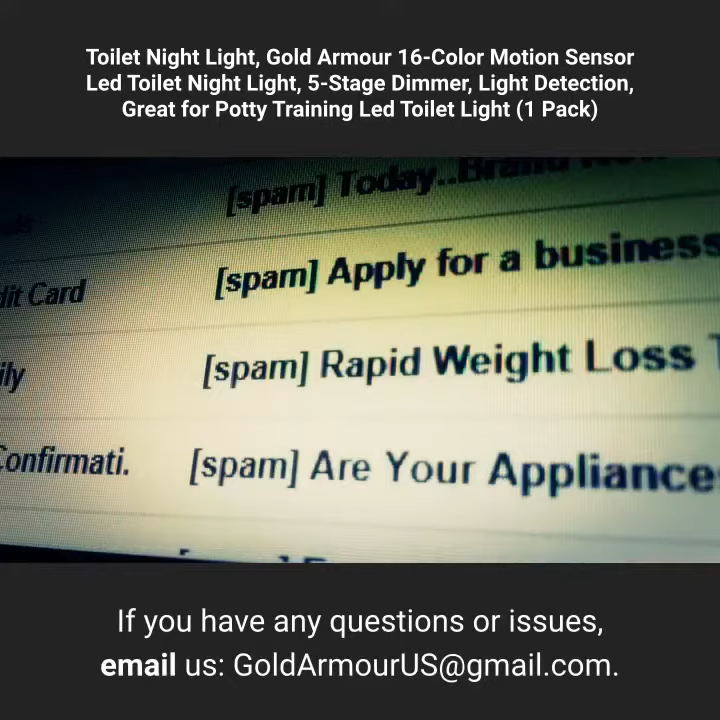 Toilet Night Light, Gold Armour 16-Color Motion Sensor
Led Toilet Night Light, 5-Stage Dimmer, Light Detection,
Great for Potty Training Led Toilet Light (1 Pack)
[spam] Today..Brand
dit Card [spam] Apply for a business
ily [spam] Rapid Weight Loss
Confirmati. [spam] Are Your Appliance
If you have any questions or issues,
email us: GoldArmourUS@gmail.com.